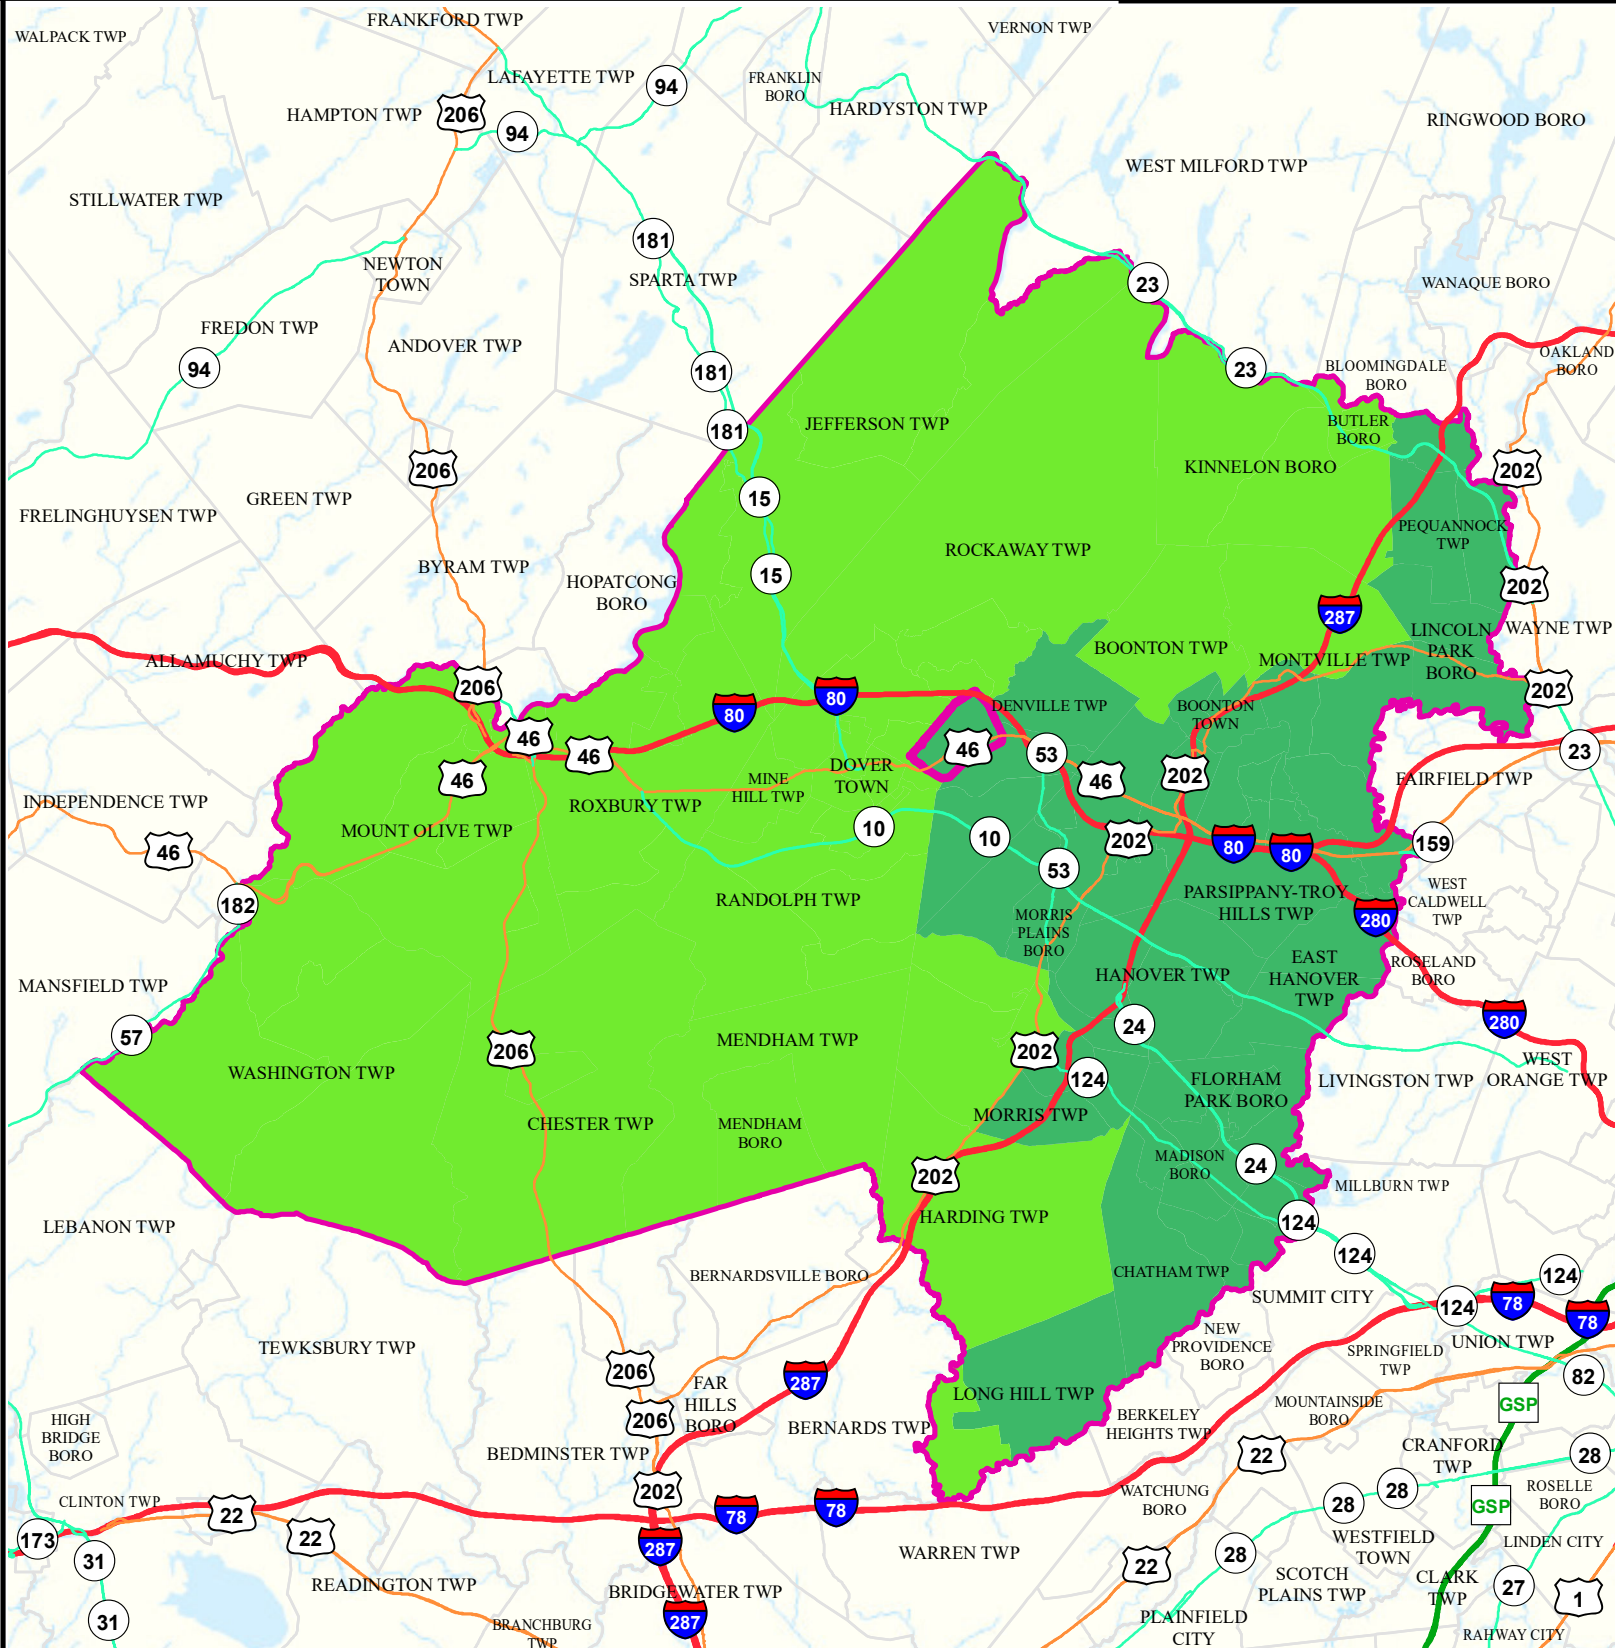 FRANKFORD TWP
VERNON TWP
WALPACK TWP
LAFAYETTE TWP
94
FRANKLIN
BORO
HARDYSTON TWP
HAMPTON TWP
206
94
RINGWOOD BORO
WEST MILFORD TWP
STILLWATER TWP
181
NEWTON
TOWN
SPARTA TWP
23
WANAQUE BORO
FREDON TWP
ANDOVER TWP
94
181
23
BLOOMINGDALE
BORO
OAKLAND
BORO
181
JEFFERSON TWP
BUTLER
BORO
206
KINNELON BORO
202
GREEN TWP
15
FRELINGHUYSEN TWP
PEQUANNOCK
TWP
ROCKAWAY TWP
BYRAM TWP
15
HOPATCONG
BORO
202
287
LINCOLN
PARK
BORO
WAYNE TWP
BOONTON TWP
MONTVILLE TWP
ALLAMUCHY TWP
206
80
80
DENVILLE TWP
BOONTON
TOWN
202
46
46
46
53
23
46
MINE
HILL TWP
DOVER
TOWN
46
202
FAIRFIELD TWP
INDEPENDENCE TWP
ROXBURY TWP
MOUNT OLIVE TWP
10
10
202
80
80
159
46
53
182
RANDOLPH TWP
PARSIPPANY-TROY
HILLS TWP
WEST
CALDWELL
TWP
MORRIS
PLAINS
BORO
280
MANSFIELD TWP
HANOVER TWP
EAST
HANOVER
TWP
ROSELAND
BORO
57
24
280
206
MENDHAM TWP
202
WASHINGTON TWP
124
FLORHAM
PARK BORO
LIVINGSTON TWP
WEST
ORANGE TWP
CHESTER TWP
MENDHAM
BORO
MORRIS TWP
MADISON
BORO
24
202
MILLBURN TWP
LEBANON TWP
HARDING TWP
124
124
BERNARDSVILLE BORO
CHATHAM TWP
124
SUMMIT CITY
124
78
78
TEWKSBURY TWP
NEW
PROVIDENCE
BORO
SPRINGFIELD
TWP
UNION TWP
206
287
82
FAR
HILLS
BORO
LONG HILL TWP
GSP
206
MOUNTAINSIDE
BORO
HIGH
BRIDGE
BORO
BERNARDS TWP
BERKELEY
HEIGHTS TWP
BEDMINSTER TWP
22
CRANFORD
TWP
28
202
CLINTON TWP
22
78
78
WATCHUNG
BORO
28
28
GSP
ROSELLE
BORO
173
22
287
WARREN TWP
WESTFIELD
TOWN
LINDEN CITY
31
28
22
READINGTON TWP
BRIDGEWATER TWP
SCOTCH
PLAINS TWP
CLARK
TWP
27
1
31
BRANCHBURG
TWP
287
PLAINFIELD
CITY
RAHWAY CITY